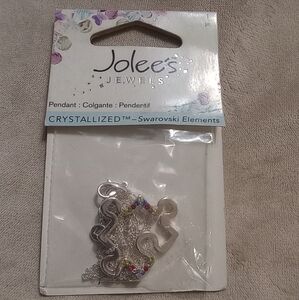 Jolee's
JEWELS
Pendant : Colgante : Pendentif
CRYSTALLIZED™ – Swarovski Elements